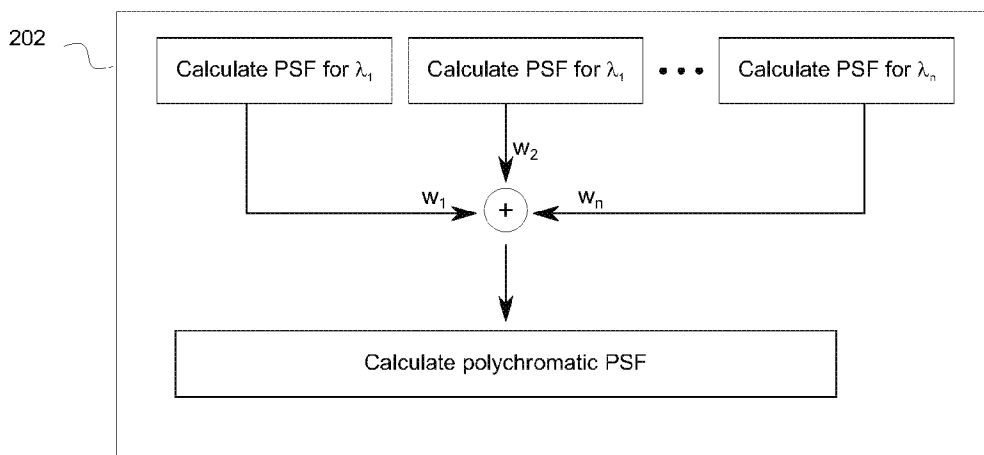 202
Calculate PSF for λ₁
Calculate PSF for λ₁
•••
Calculate PSF for λₙ
w₂
w₁
+
wₙ
Calculate polychromatic PSF